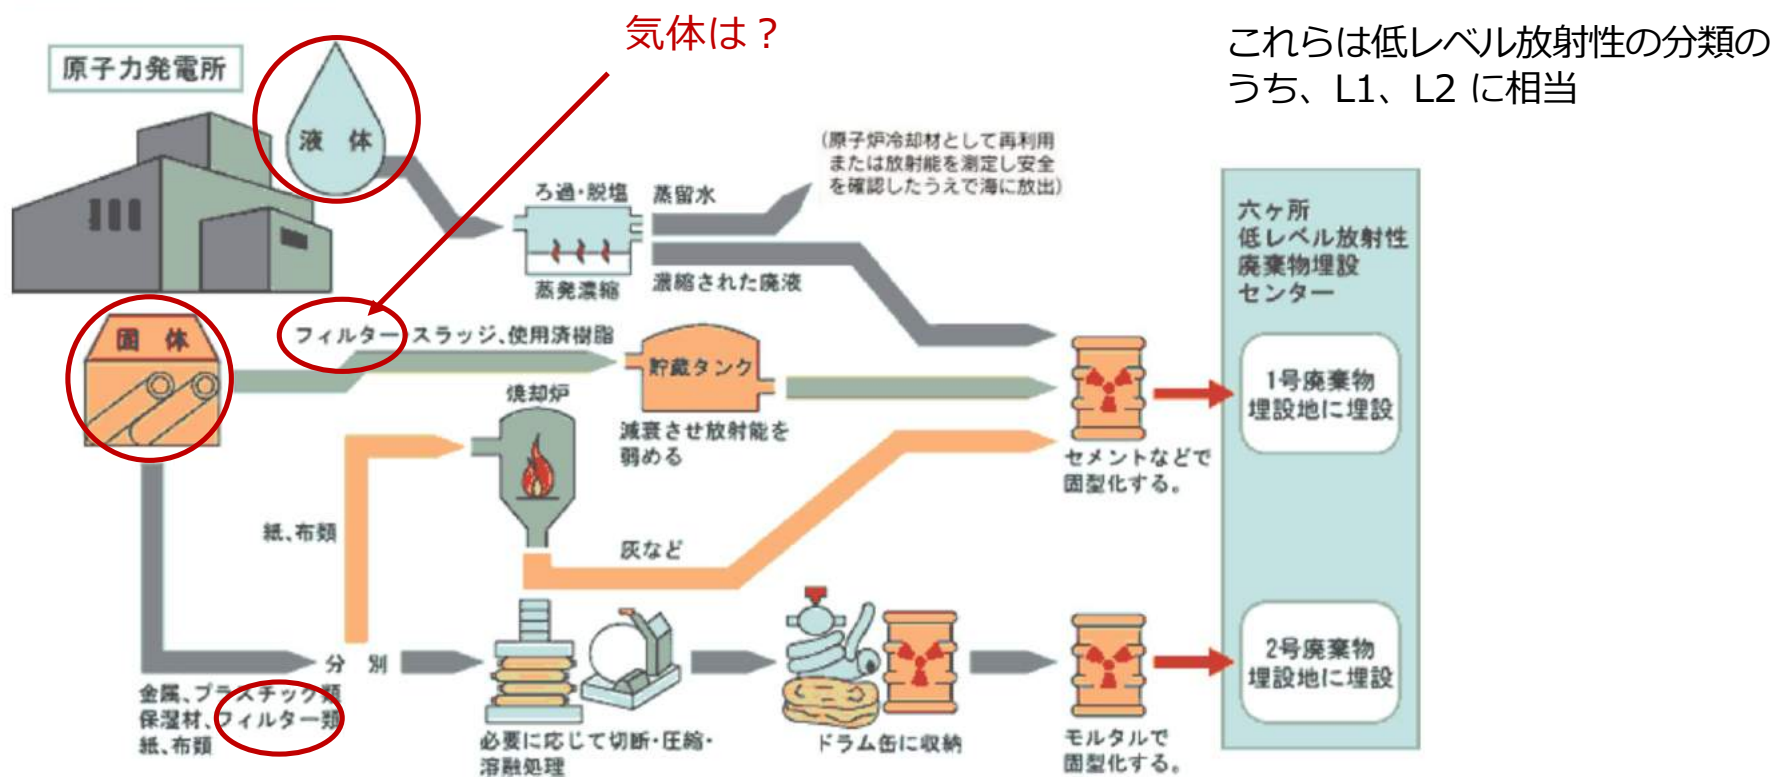 気体は？
これらは低レベル放射性の分類の
うち、L1、L2 に相当
原子力発電所
液 体
(原子炉冷却材として再利用
または放射能を測定し安全
を確認したうえで海に放出)
ろ過・脱塩
蒸留水
蒸発濃縮
濃縮された廃液
六ヶ所
低レベル放射性
廃棄物埋設
センター
固 体
フィルター スラッジ、使用済樹脂
貯蔵タンク
減衰させ放射能を
弱める
焼却炉
1号廃棄物
埋設地に埋設
セメントなどで
固型化する。
紙、布類
灰など
分 別
金属、プラスチック類
保湿材、フィルター類
紙、布類
必要に応じて切断・圧縮・
溶融処理
ドラム缶に収納
モルタルで
固型化する。
2号廃棄物
埋設地に埋設